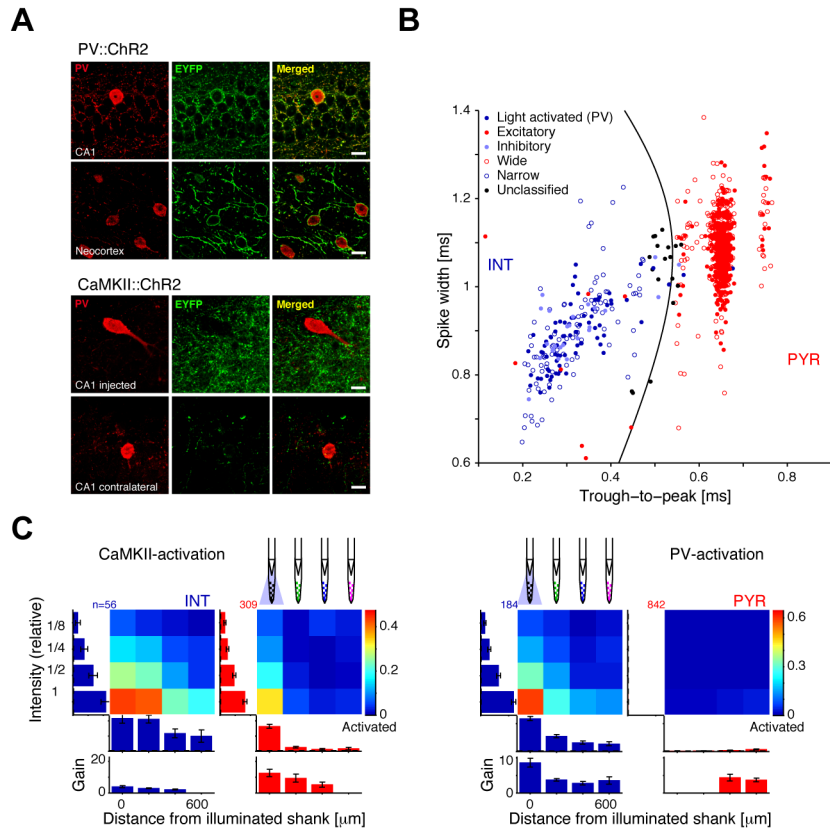 A
PV::ChR2
PV
EYFP
Merged
CA1
Neocortex
CaMKII::ChR2
PV
EYFP
Merged
CA1 injected
CA1 contralateral
B
1.4
1.2
1
0.8
0.6
Spike width [ms]
Light activated (PV)
Excitatory
Inhibitory
Wide
Narrow
Unclassified
INT
PYR
0.2
0.4
0.6
0.8
Trough-to-peak [ms]
C
CaMKII-activation
n=56
INT
309
Intensity (relative)
1/8
1/4
1/2
1
0.4
0.2
0
Activated
20
0
Gain
0
600
Distance from illuminated shank [µm]
PV-activation
184
842
PYR
0.6
0.3
0
Activated
10
0
Gain
0
600
Distance from illuminated shank [µm]